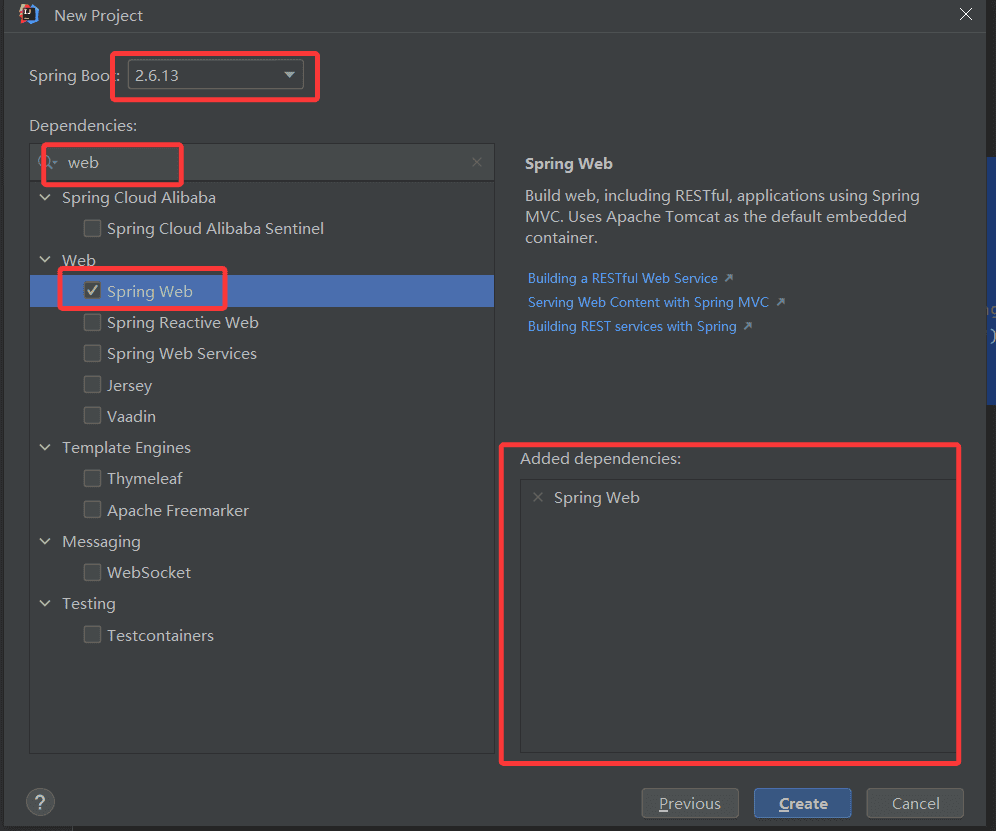 New Project
Spring Boot:
2.6.13
Dependencies:
web
Spring Cloud Alibaba
Spring Cloud Alibaba Sentinel
Web
Spring Web
Spring Reactive Web
Spring Web Services
Jersey
Vaadin
Template Engines
Thymeleaf
Apache Freemarker
Messaging
WebSocket
Testing
Testcontainers
Spring Web
Build web, including RESTful, applications using Spring
MVC. Uses Apache Tomcat as the default embedded
container.
Building a RESTful Web Service
Serving Web Content with Spring MVC
Building REST services with Spring
Added dependencies:
Spring Web
?
Previous
Create
Cancel